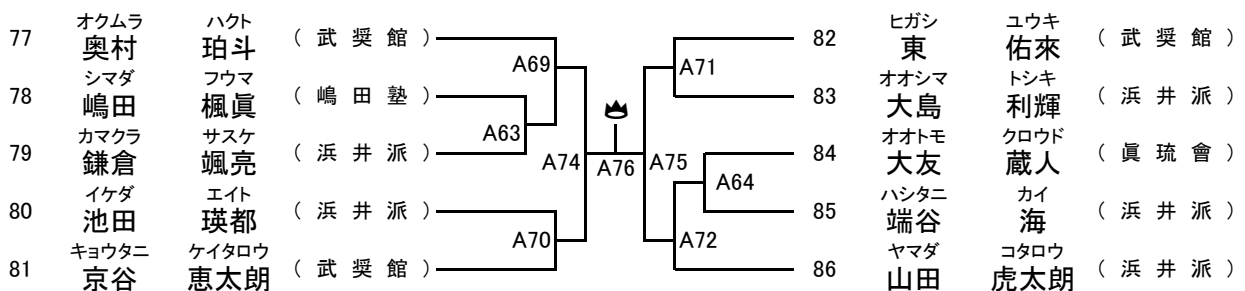 オクムラ ハクト
77 奥村 珀斗 ( 武 奨 館 )
シマダ フウマ
78 嶋田 楓眞 ( 嶋 田 塾 )
カマクラ サスケ
79 鎌倉 颯亮 ( 浜 井 派 )
イケダ エイト
80 池田 瑛都 ( 浜 井 派 )
キョウタニ ケイタロウ
81 京谷 恵太朗 ( 武 奨 館 )
A69
A63
A74
A70
A76
A75
A71
A64
A72
ヒガシ ユウキ
82 東 佑來 ( 武 奨 館 )
オオシマ トシキ
83 大島 利輝 ( 浜 井 派 )
オオトモ クロウド
84 大友 蔵人 ( 眞 琉 會 )
ハシタニ カイ
85 端谷 海 ( 浜 井 派 )
ヤマダ コタロウ
86 山田 虎太朗 ( 浜 井 派 )